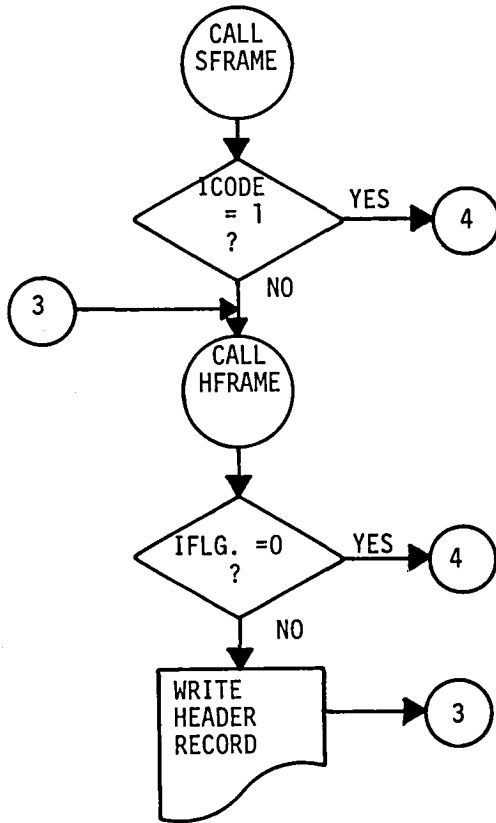 CALL
SFRAME
ICODE
= 1
?
YES
4
NO
3
CALL
HFRAME
IFLG. =0
?
YES
4
NO
WRITE
HEADER
RECORD
3